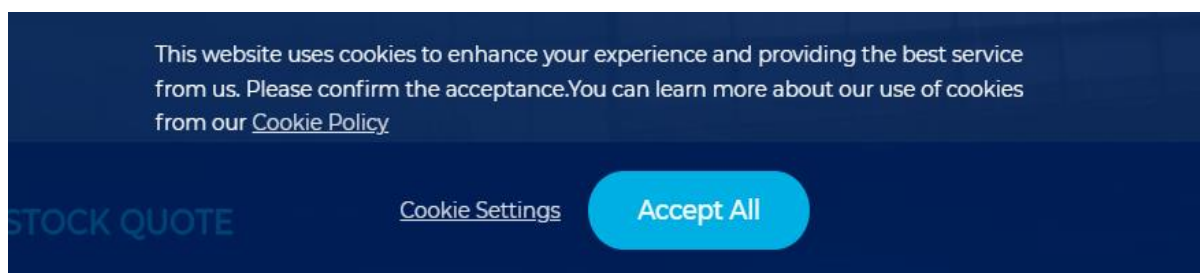 This website uses cookies to enhance your experience and providing the best service
from us. Please confirm the acceptance.You can learn more about our use of cookies
from our Cookie Policy
Cookie Settings
Accept All
STOCK QUOTE